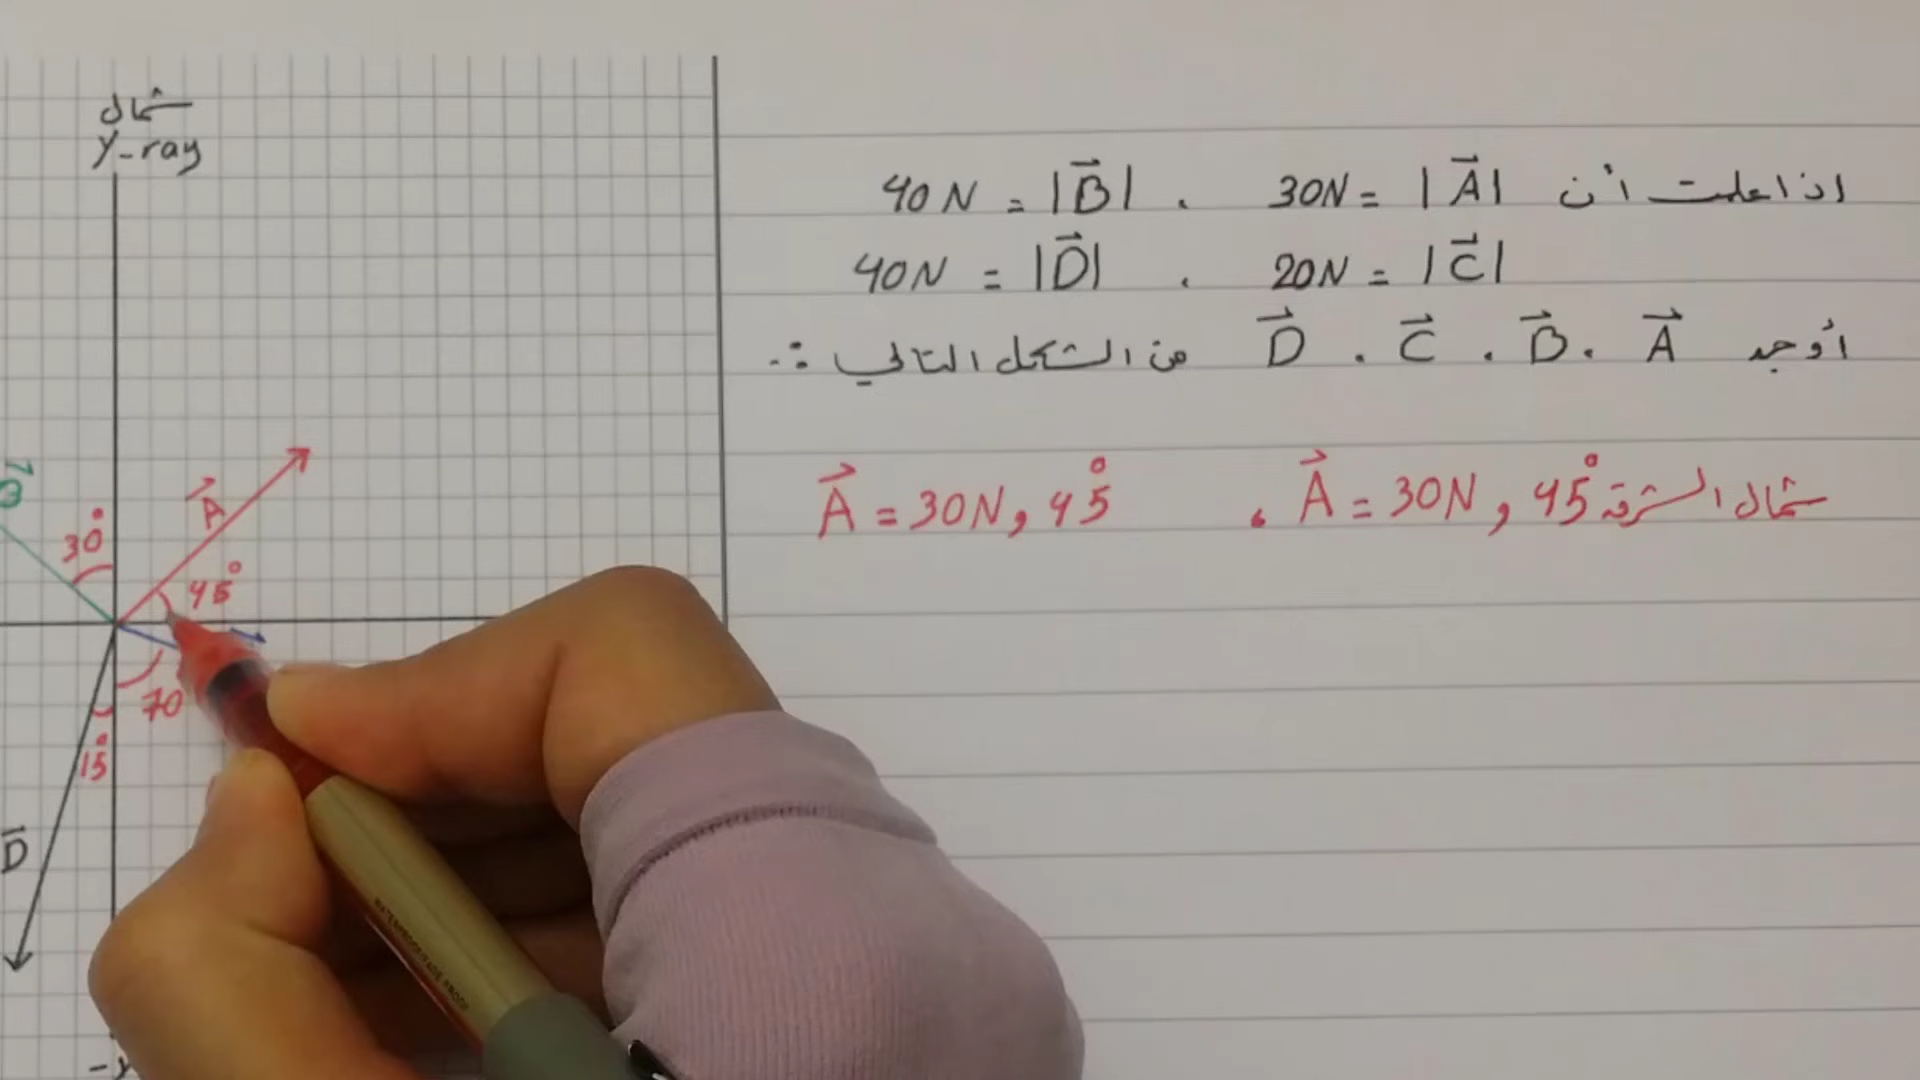 شمال
y-ray
اذا علمت أن |A| = 30N ، |B| = 40N
|C| = 20N ، |D| = 40N
أوجد A ، B ، C ، D من الشكل التالي :-
A = 30N, 45° شمال الشرق ، A = 30N, 45°
B
30°
A
45°
70
15°
D